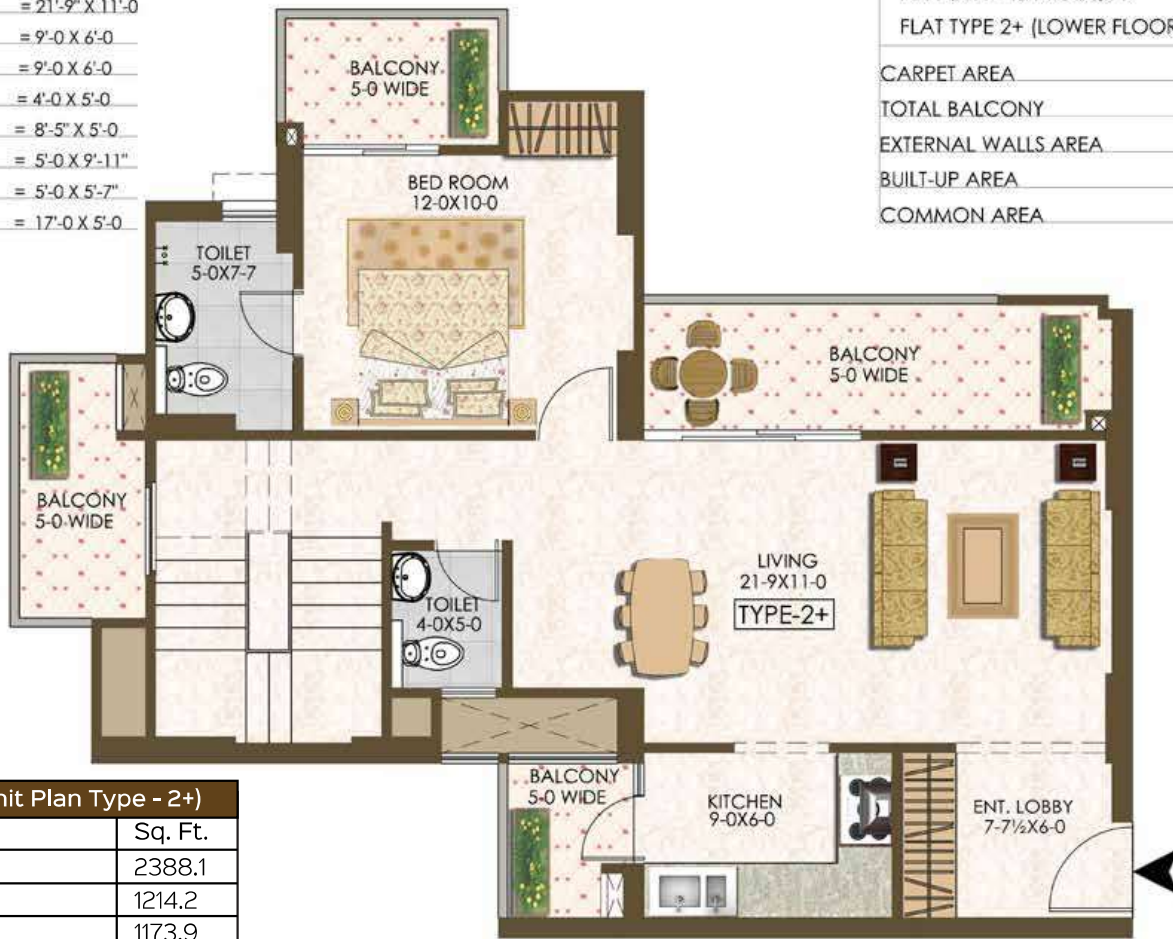 = 21'-9" X 11'-0
= 9'-0 X 6'-0
= 9'-0 X 6'-0
= 4'-0 X 5'-0
= 8'-5" X 5'-0
= 5'-0 X 9'-11"
= 5'-0 X 5'-7"
= 17'-0 X 5'-0
FLAT TYPE 2+ (LOWER FLOOR
CARPET AREA
TOTAL BALCONY
EXTERNAL WALLS AREA
BUILT-UP AREA
COMMON AREA
BALCONY
5-0 WIDE
BED ROOM
12-0X10-0
TOILET
5-0X7-7
BALCONY
5-0 WIDE
BALCONY
5-0 WIDE
LIVING
21-9X11-0
TYPE-2+
TOILET
4-0X5-0
BALCONY
5-0 WIDE
KITCHEN
9-0X6-0
ENT. LOBBY
7-7½X6-0
nit Plan Type - 2+)
Sq. Ft.
2388.1
1214.2
1173.9